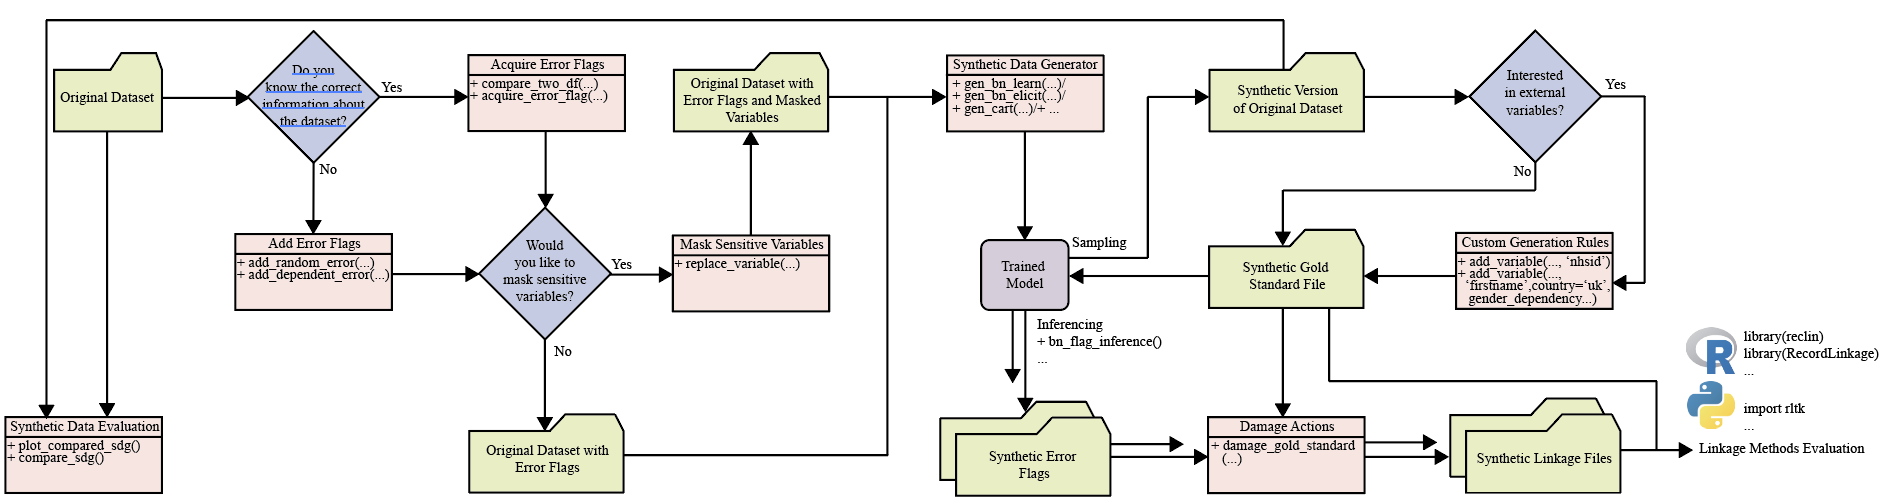 Original Dataset
Do you
know the correct
information about
the dataset?
Yes
No
Acquire Error Flags
+ compare_two_df(...)
+ acquire_error_flag(...)
Add Error Flags
+ add_random_error(...)
+ add_dependent_error(...)
Would
you like to
mask sensitive
variables?
Yes
No
Original Dataset with
Error Flags and Masked
Variables
Mask Sensitive Variables
+ replace_variable(...)
Original Dataset with
Error Flags
Synthetic Data Evaluation
+ plot_compared_sdg()
+ compare_sdg()
Synthetic Data Generator
+ gen_bn_learn(...)/
+ gen_bn_elicit(...)/
+ gen_cart(...)/+ ...
Trained
Model
Sampling
Inferencing
+ bn_flag_inference()
...
Synthetic Version
of Original Dataset
Interested
in external
variables?
Yes
No
Custom Generation Rules
+ add_variable(..., ‘nhsid’)
+ add_variable(...,
‘firstname’,country=‘uk’,
gender_dependency...)
Synthetic Gold
Standard File
Synthetic Error
Flags
Damage Actions
+ damage_gold_standard
(...)
Synthetic Linkage Files
R
library(reclin)
library(RecordLinkage)
...
import rltk
...
Linkage Methods Evaluation